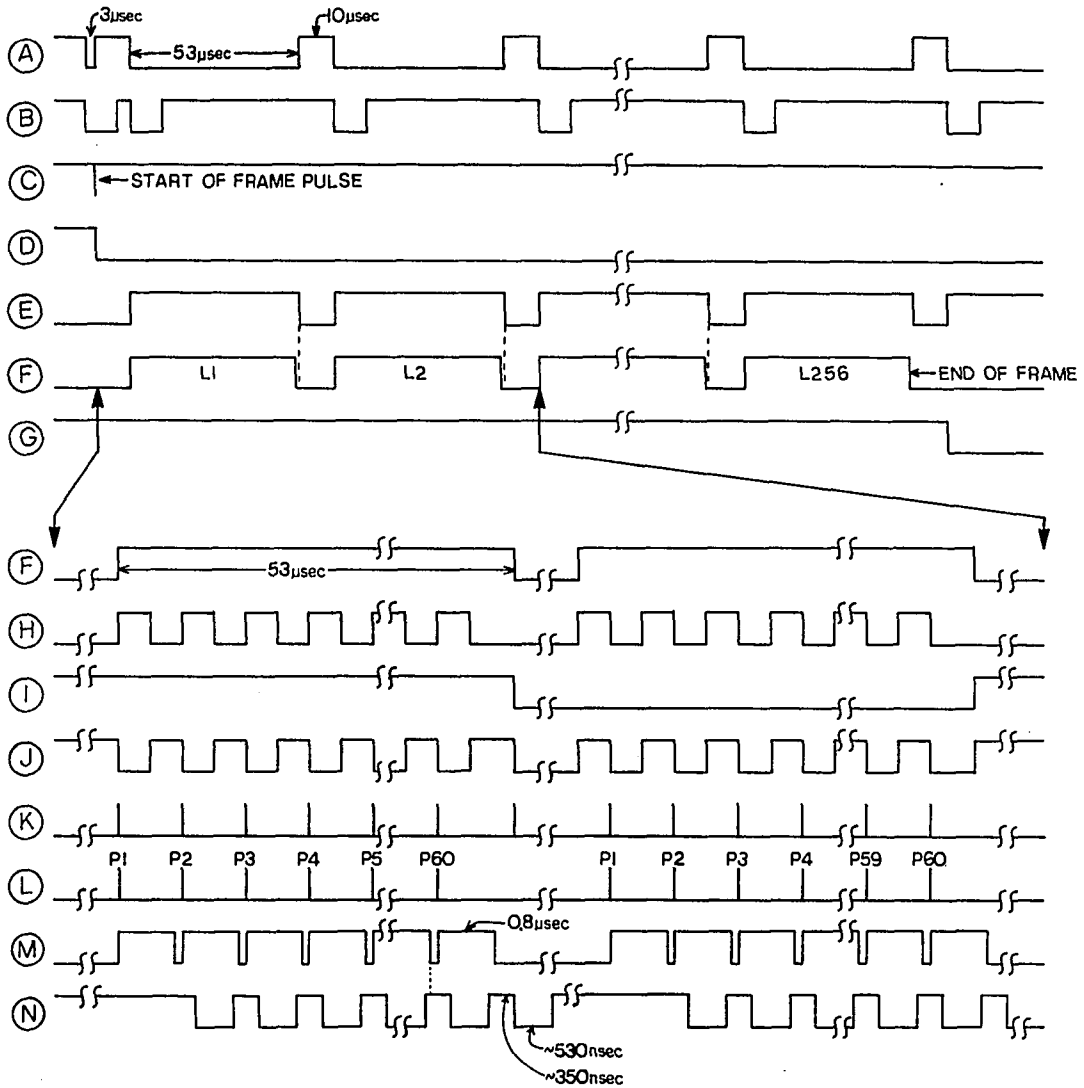 3μsec
10μsec
A
53μsec
B
C
START OF FRAME PULSE
D
E
F
L1
L2
L256
END OF FRAME
G
F
53μsec
H
I
J
K
P1 P2 P3 P4 P5 P60 P1 P2 P3 P4 P59 P60
L
0.8μsec
M
N
~530nsec
~350nsec